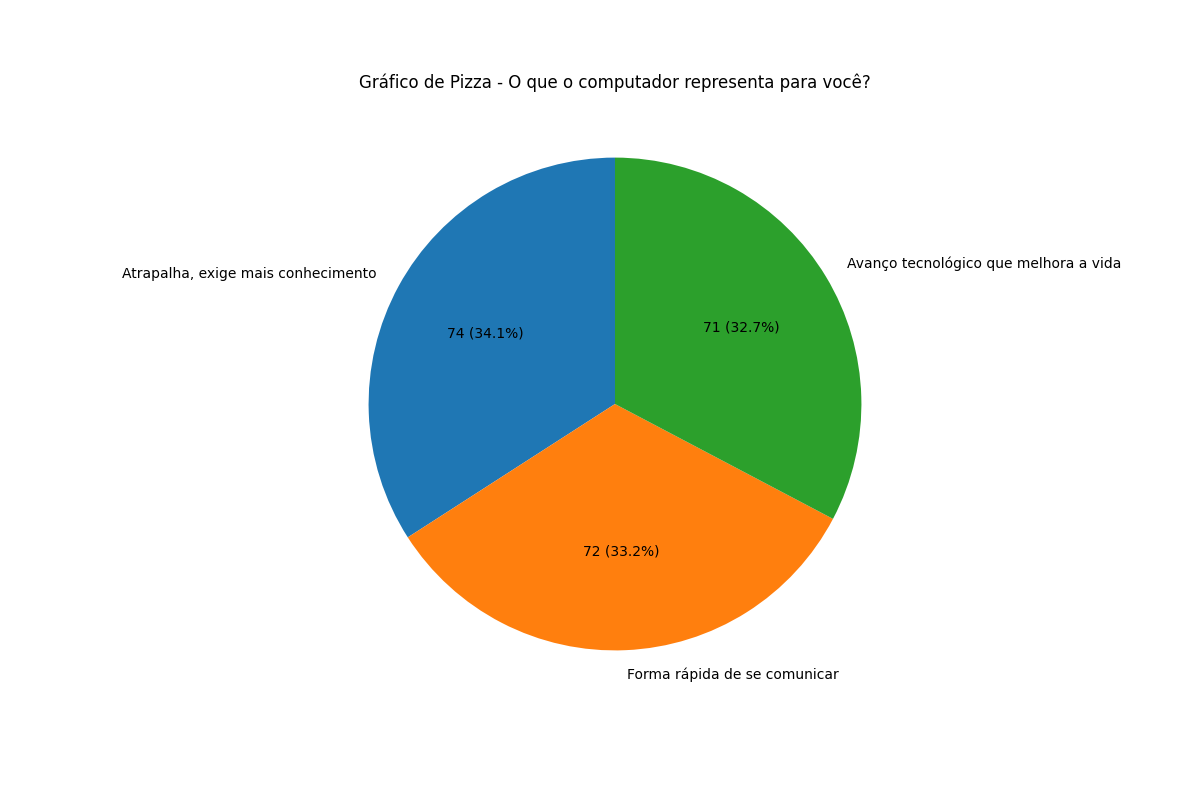 Gráfico de Pizza - O que o computador representa para você?
Avanço tecnológico que melhora a vida
Atrapalha, exige mais conhecimento
71 (32.7%)
74 (34.1%)
72 (33.2%)
Forma rápida de se comunicar